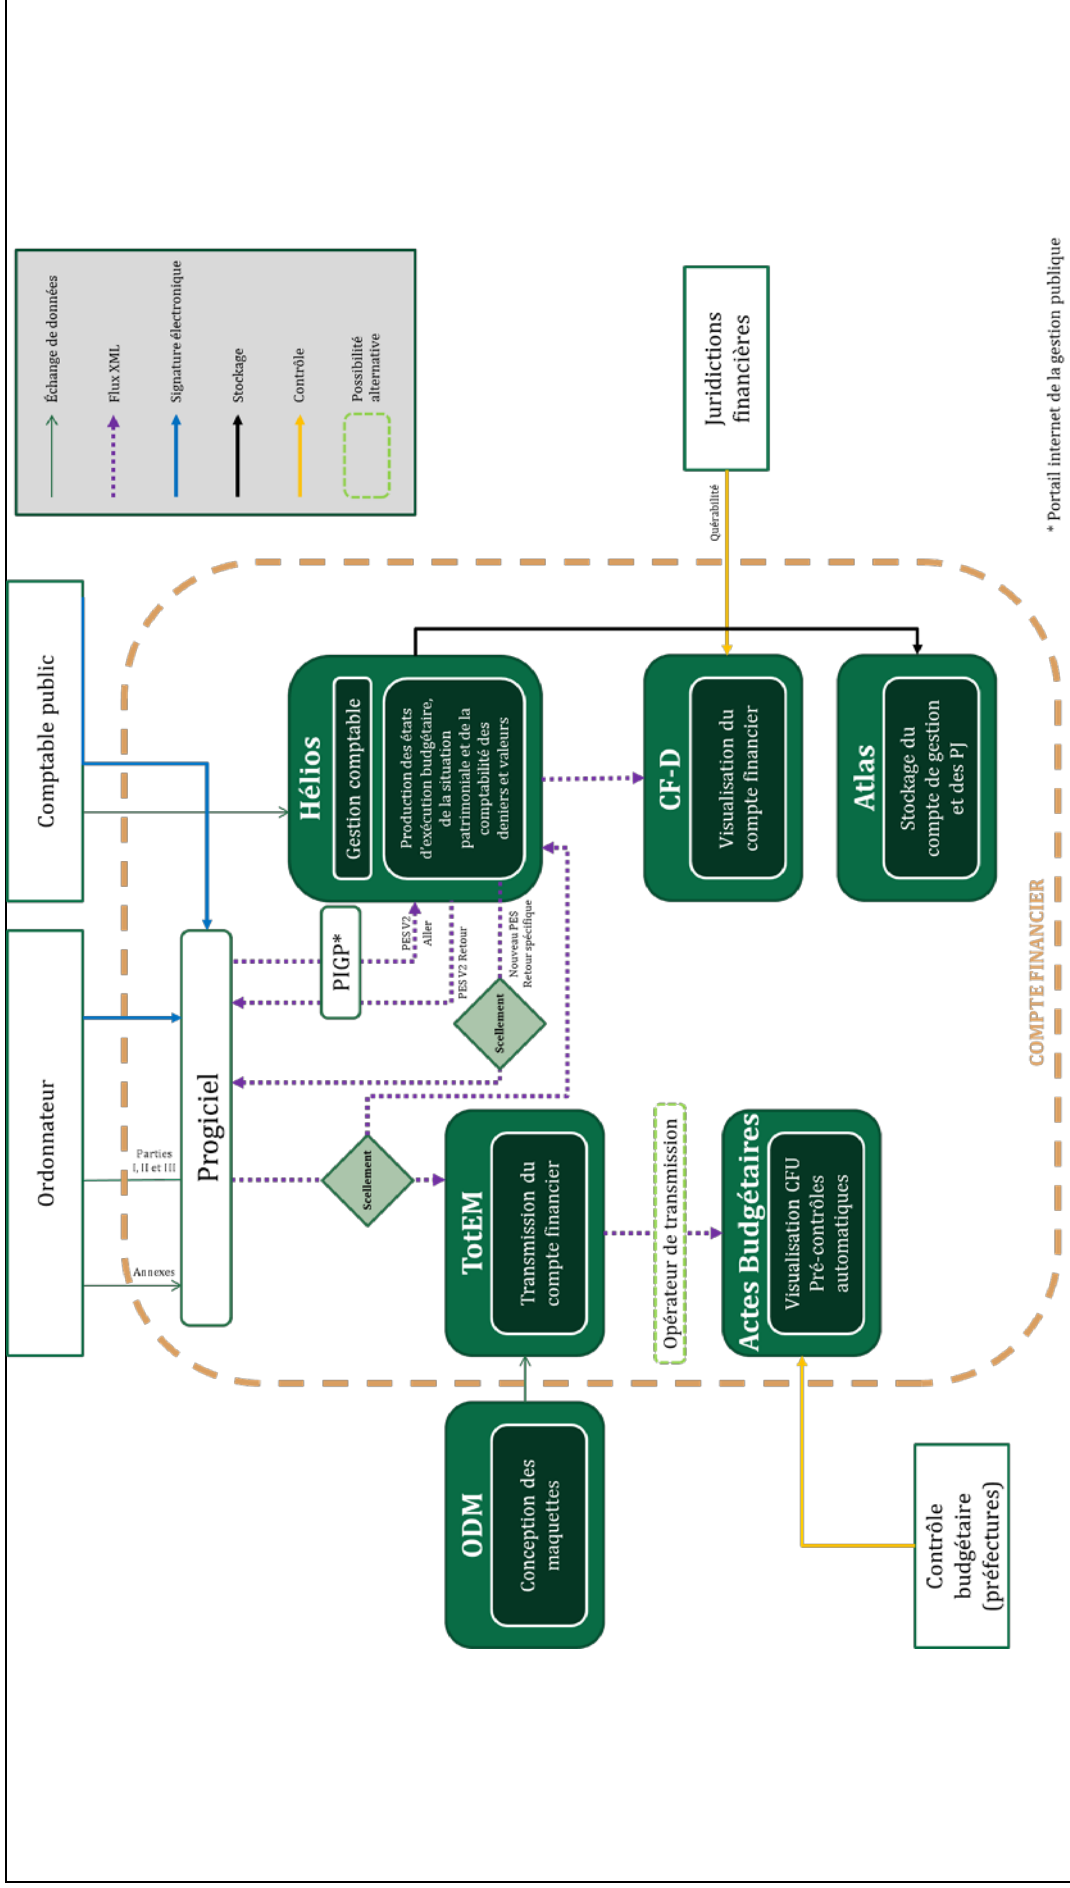 Ordonnateur
Comptable public
Annexes
Parties
I, II et III
Progiciel
PIGP*
PES V2
Aller
PES V2 Retour
Nouveau PES
Retour spécifique
Scellement
Scellement
Hélios
Gestion comptable
Production des états
d'exécution budgétaire,
de la situation
patrimoniale et de la
comptabilité des
deniers et valeurs
ODM
Conception des
maquettes
TotEM
Transmission du
compte financier
Opérateur de transmission
Actes Budgétaires
Visualisation CFU
Pré-contrôles
automatiques
CF-D
Visualisation du
compte financier
Atlas
Stockage du
compte de gestion
et des PJ
Quérabilité
Juridictions
financières
Contrôle
budgétaire
(préfectures)
COMPTE FINANCIER
Échange de données
Flux XML
Signature électronique
Stockage
Contrôle
Possibilité
alternative
* Portail internet de la gestion publique